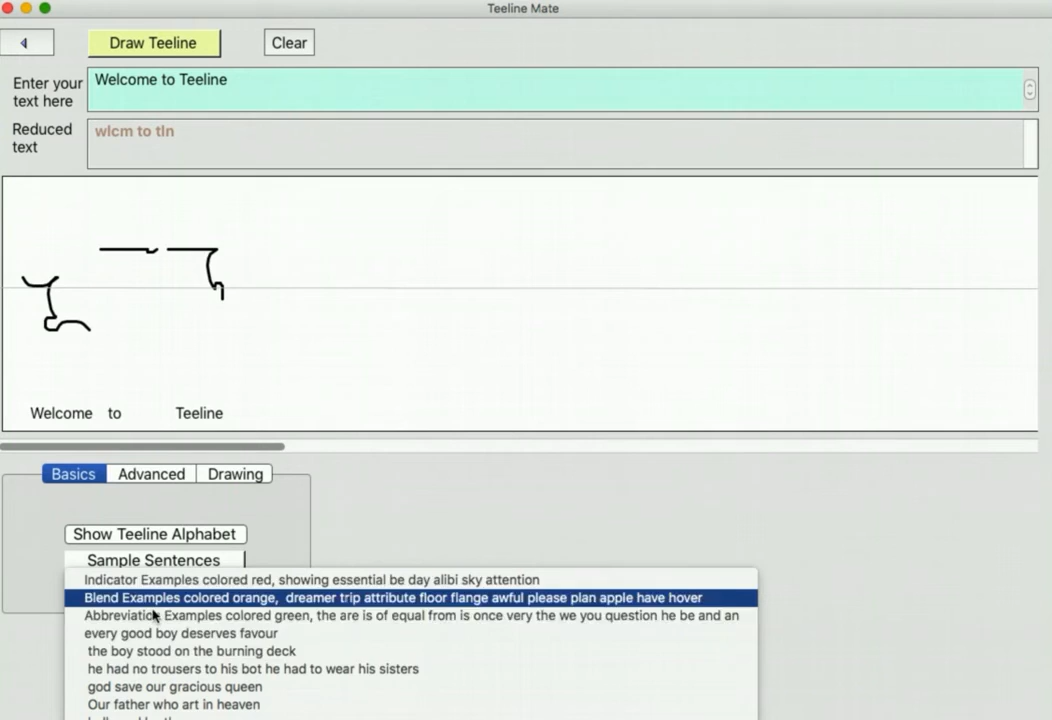 Teeline Mate
Draw Teeline
Clear
Enter your
text here
Welcome to Teeline
Reduced
text
wlcm to tln
Welcome to Teeline
Basics Advanced Drawing
Show Teeline Alphabet
Sample Sentences
Indicator Examples colored red, showing essential be day alibi sky attention
Blend Examples colored orange, dreamer trip attribute floor flange awful please plan apple have hover
Abbreviation Examples colored green, the are is of equal from is once very the we you question he be and an
every good boy deserves favour
the boy stood on the burning deck
he had no trousers to his bot he had to wear his sisters
god save our gracious queen
Our father who art in heaven